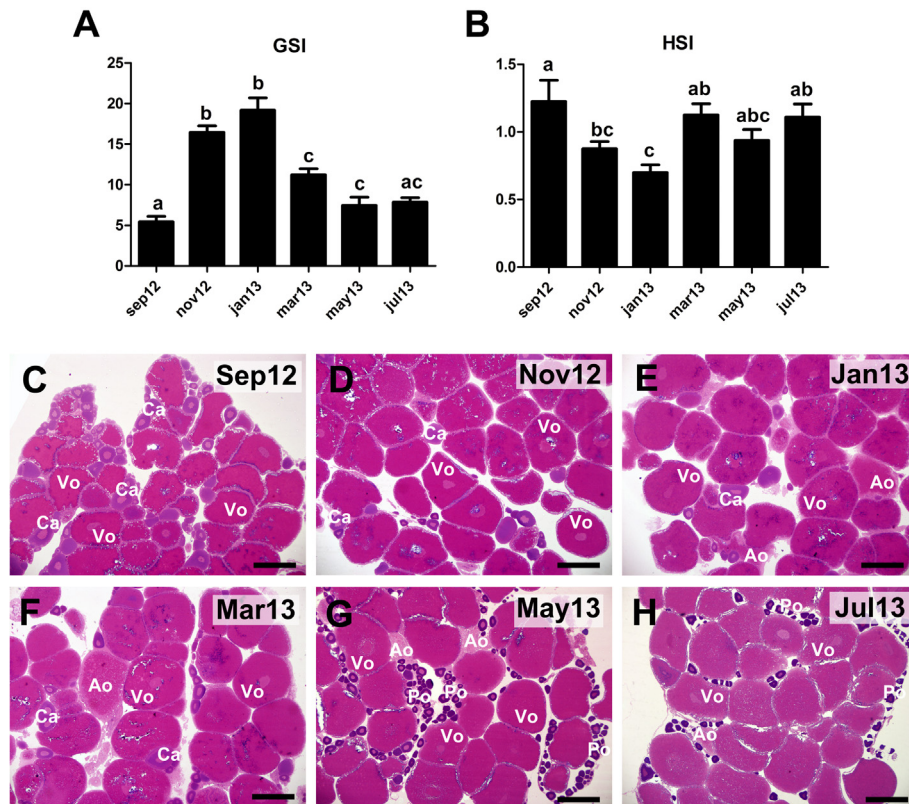 A
GSI
25
20
15
10
5
0
a
b
b
c
c
ac
sep12
nov12
jan13
mar13
may13
jul13
B
HSI
1.5
1.0
0.5
0.0
a
bc
c
ab
abc
ab
sep12
nov12
jan13
mar13
may13
jul13
C
Sep12
Ca
Vo
Ca
Vo
Ca
Vo
D
Nov12
Ca
Vo
Ca
Vo
E
Jan13
Vo
Ca
Vo
Ao
Ao
F
Mar13
Ao
Vo
Vo
Ca
Ca
G
May13
Vo
Ao
Ao
Po
Po
Vo
Vo
Po
H
Jul13
Po
Vo
Vo
Po
Ao